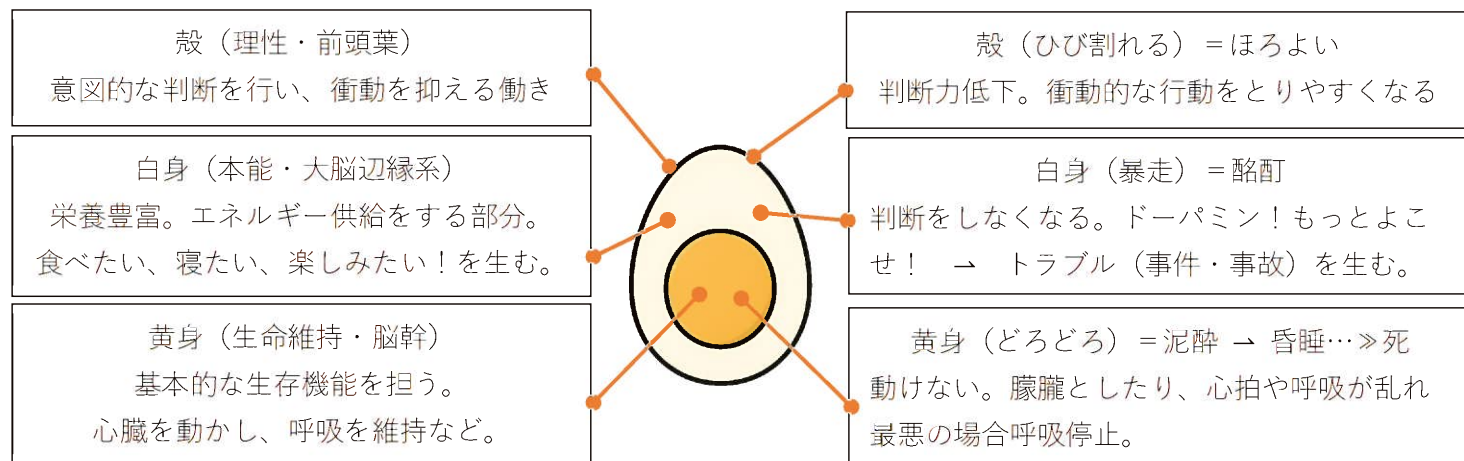 殻（理性・前頭葉）
意図的な判断を行い、衝動を抑える働き
白身（本能・大脳辺縁系）
栄養豊富。エネルギー供給をする部分。
食べたい、寝たい、楽しみたい！を生む。
黄身（生命維持・脳幹）
基本的な生存機能を担う。
心臓を動かし、呼吸を維持など。
殻（ひび割れる）＝ほろよい
判断力低下。衝動的な行動をとりやすくなる
白身（暴走）＝酩酊
判断をしなくなる。ドーパミン！もっとよこ
せ！　→　トラブル（事件・事故）を生む。
黄身（どろどろ）＝泥酔 → 昏睡…≫死
動けない。朦朧としたり、心拍や呼吸が乱れ
最悪の場合呼吸停止。